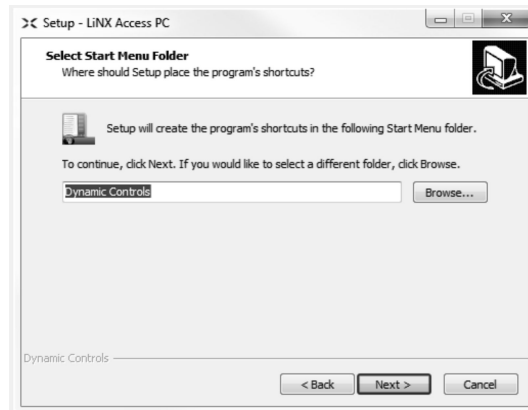 Setup - LiNX Access PC
Select Start Menu Folder
Where should Setup place the program's shortcuts?
Setup will create the program's shortcuts in the following Start Menu folder.
To continue, click Next. If you would like to select a different folder, click Browse.
Dynamic Controls
Browse...
Dynamic Controls
< Back
Next >
Cancel